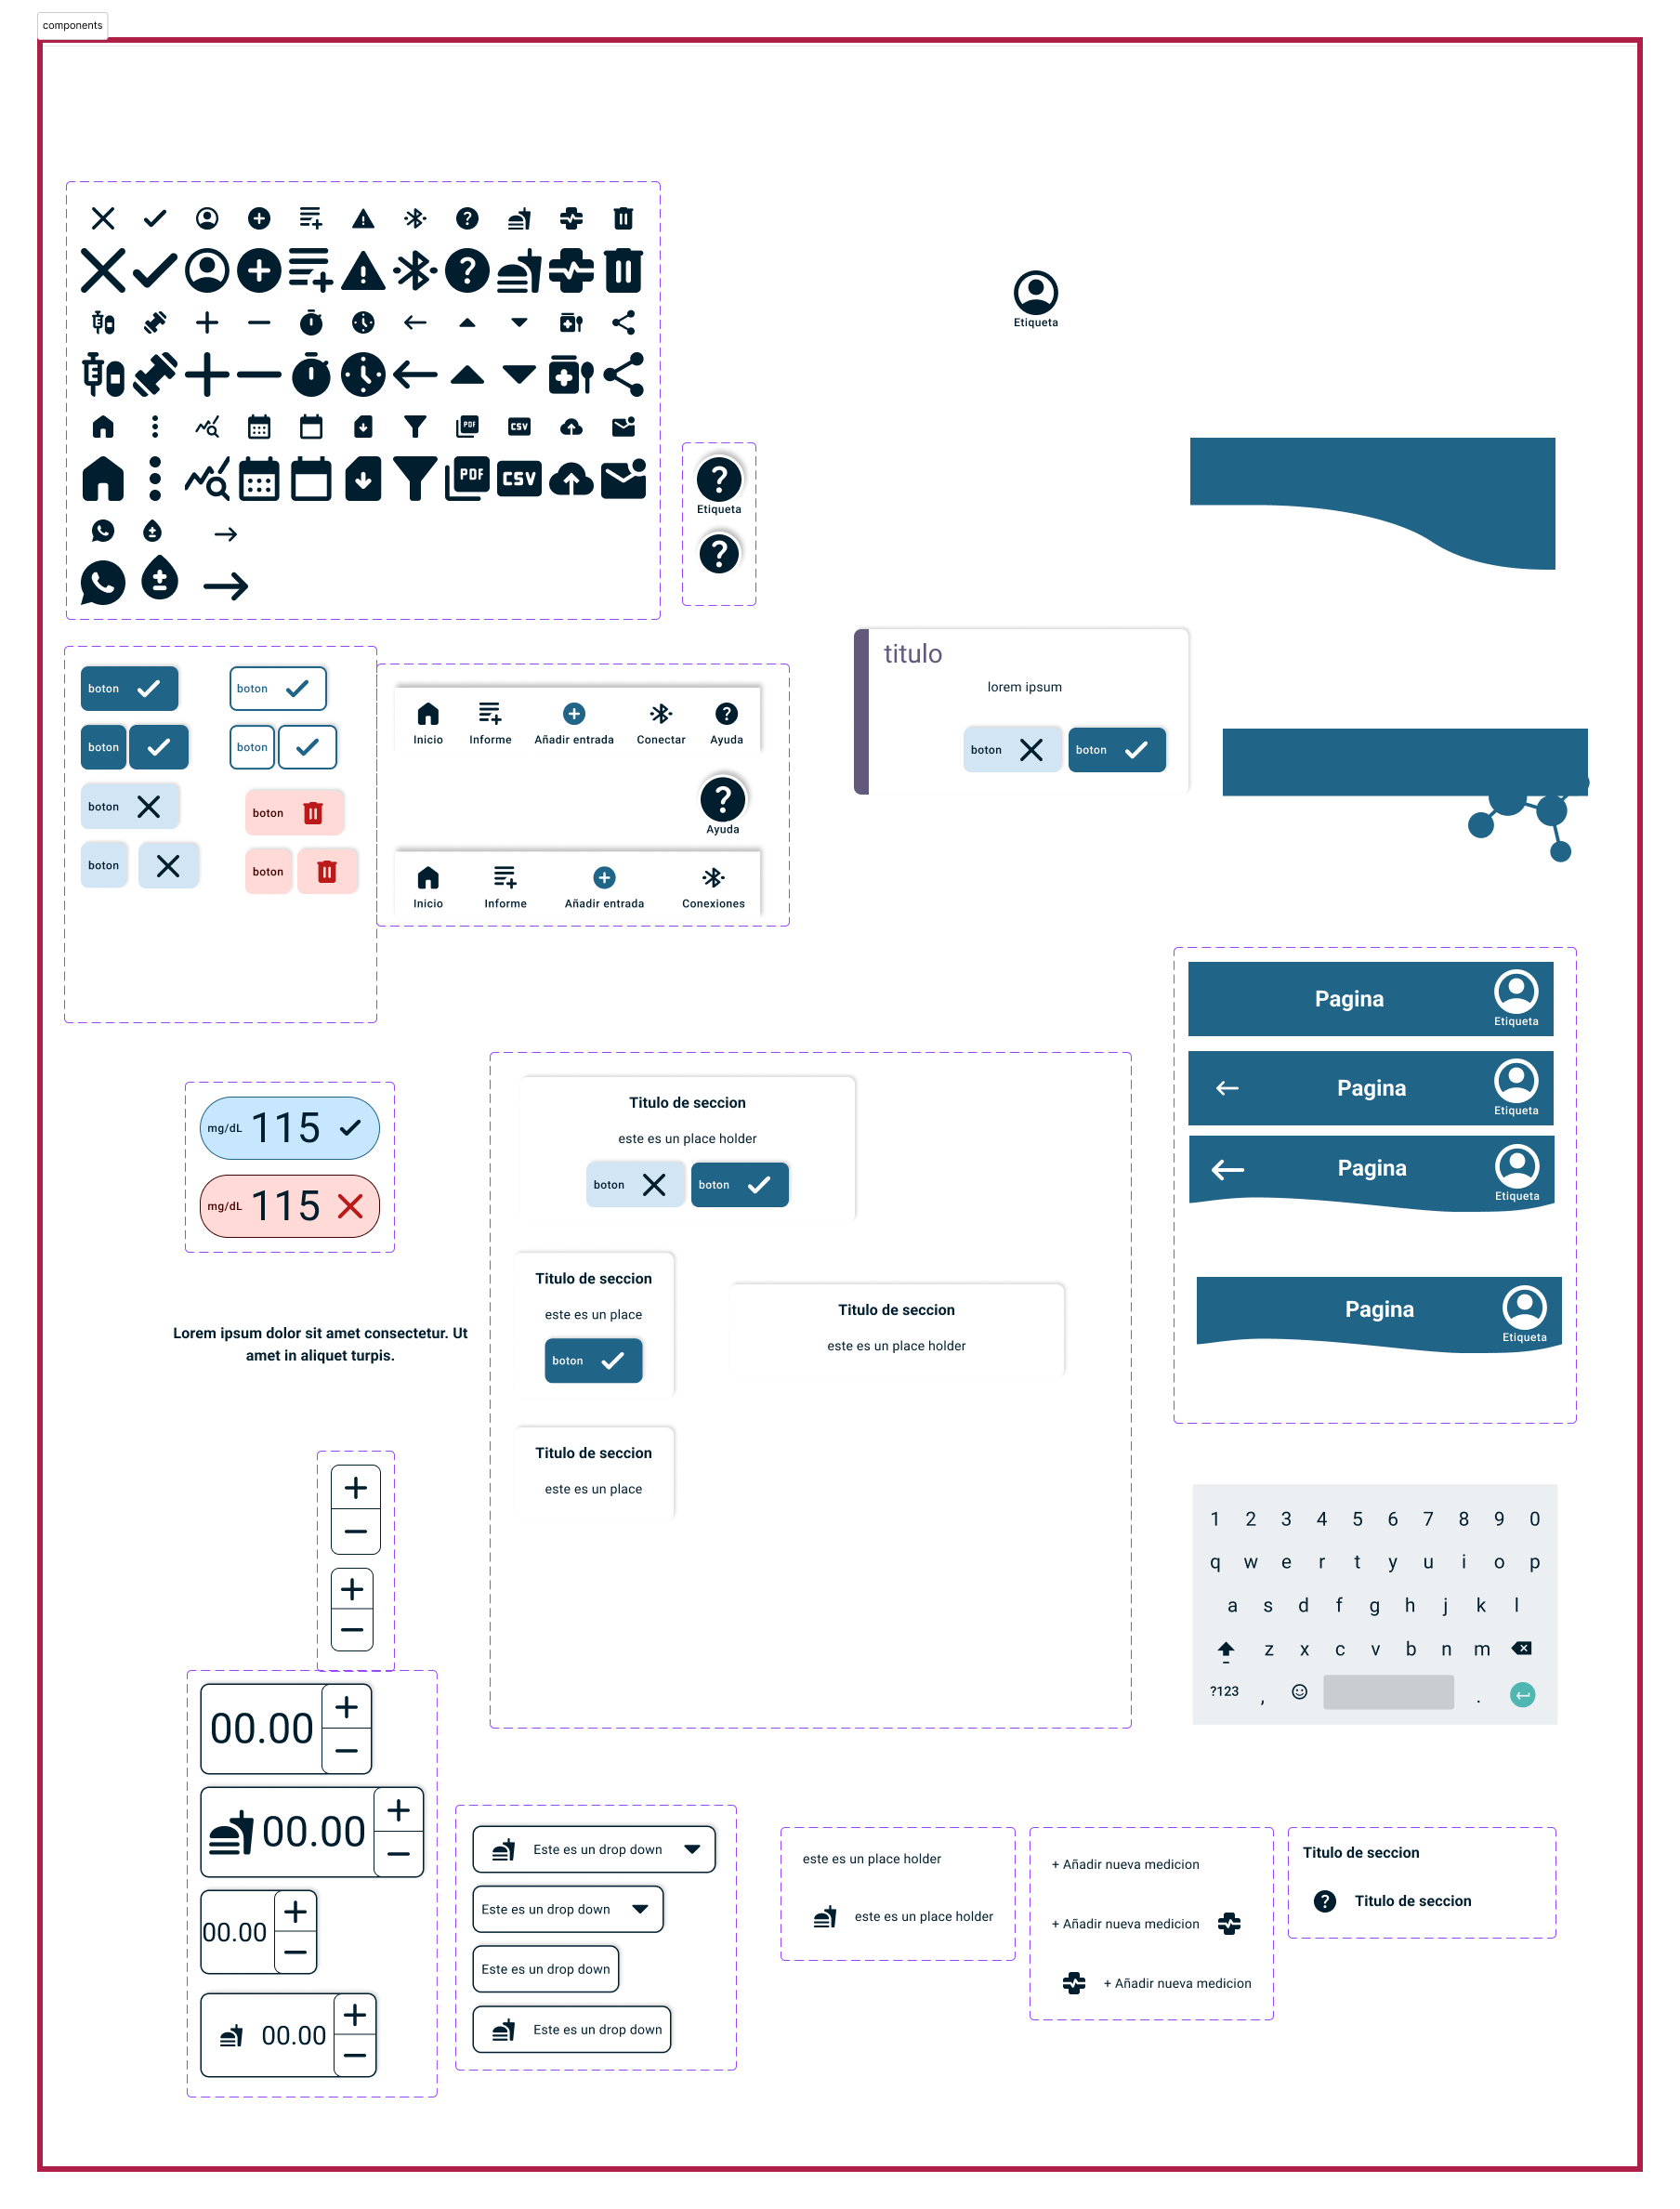 components
Etiqueta
PDF
CSV
PDF
CSV
Etiqueta
boton
boton
boton
boton
boton
boton
boton
boton
Inicio Informe Añadir entrada Conectar Ayuda
Ayuda
Inicio Informe Añadir entrada Conexiones
titulo
lorem ipsum
boton
boton
Pagina
Etiqueta
Pagina
Etiqueta
Pagina
Etiqueta
Pagina
Etiqueta
mg/dL 115
mg/dL 115
Lorem ipsum dolor sit amet consectetur. Ut
amet in aliquet turpis.
Titulo de seccion
este es un place holder
boton
boton
Titulo de seccion
este es un place
boton
Titulo de seccion
este es un place holder
Titulo de seccion
este es un place
1 2 3 4 5 6 7 8 9 0
q w e r t y u i o p
a s d f g h j k l
z x c v b n m
?123 , .
00.00
00.00
00.00
00.00
Este es un drop down
Este es un drop down
Este es un drop down
Este es un drop down
este es un place holder
este es un place holder
+ Añadir nueva medicion
+ Añadir nueva medicion
+ Añadir nueva medicion
Titulo de seccion
Titulo de seccion